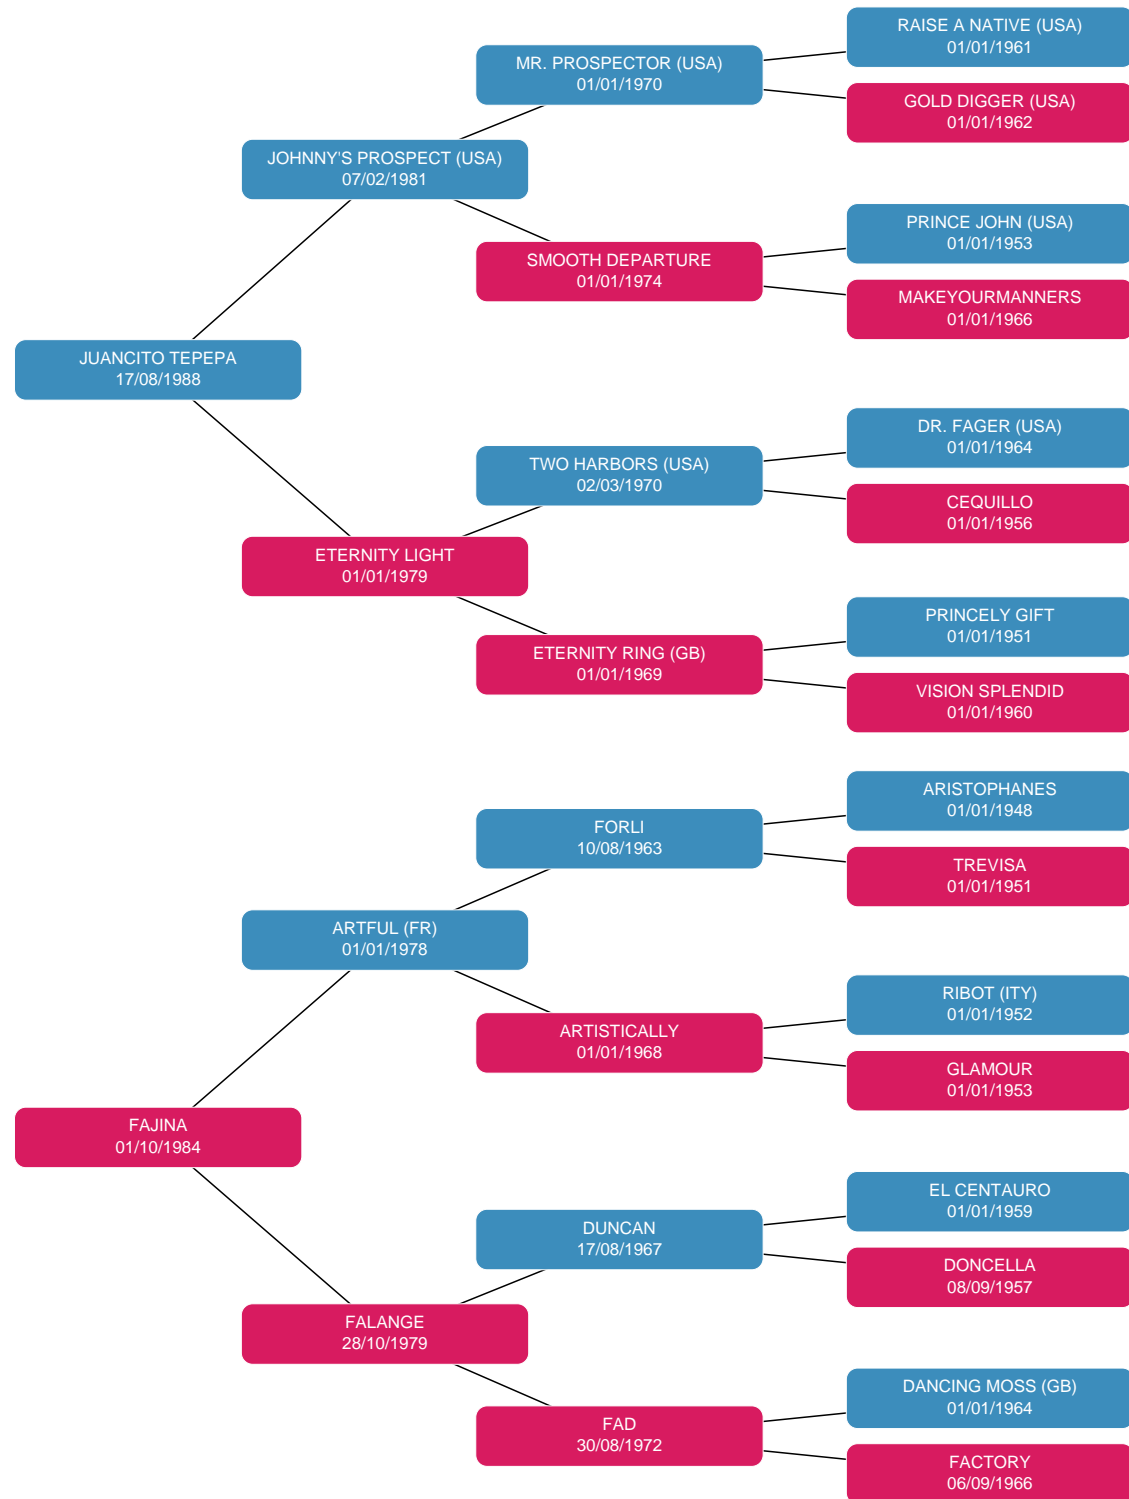 RAISE A NATIVE (USA)
01/01/1961
MR. PROSPECTOR (USA)
01/01/1970
GOLD DIGGER (USA)
01/01/1962
JOHNNY'S PROSPECT (USA)
07/02/1981
PRINCE JOHN (USA)
01/01/1953
SMOOTH DEPARTURE
01/01/1974
MAKEYOURMANNERS
01/01/1966
JUANCITO TEPEPA
17/08/1988
DR. FAGER (USA)
01/01/1964
TWO HARBORS (USA)
02/03/1970
CEQUILLO
01/01/1956
ETERNITY LIGHT
01/01/1979
PRINCELY GIFT
01/01/1951
ETERNITY RING (GB)
01/01/1969
VISION SPLENDID
01/01/1960
ARISTOPHANES
01/01/1948
FORLI
10/08/1963
TREVISA
01/01/1951
ARTFUL (FR)
01/01/1978
RIBOT (ITY)
01/01/1952
ARTISTICALLY
01/01/1968
GLAMOUR
01/01/1953
FAJINA
01/10/1984
EL CENTAURO
01/01/1959
DUNCAN
17/08/1967
DONCELLA
08/09/1957
FALANGE
28/10/1979
DANCING MOSS (GB)
01/01/1964
FAD
30/08/1972
FACTORY
06/09/1966